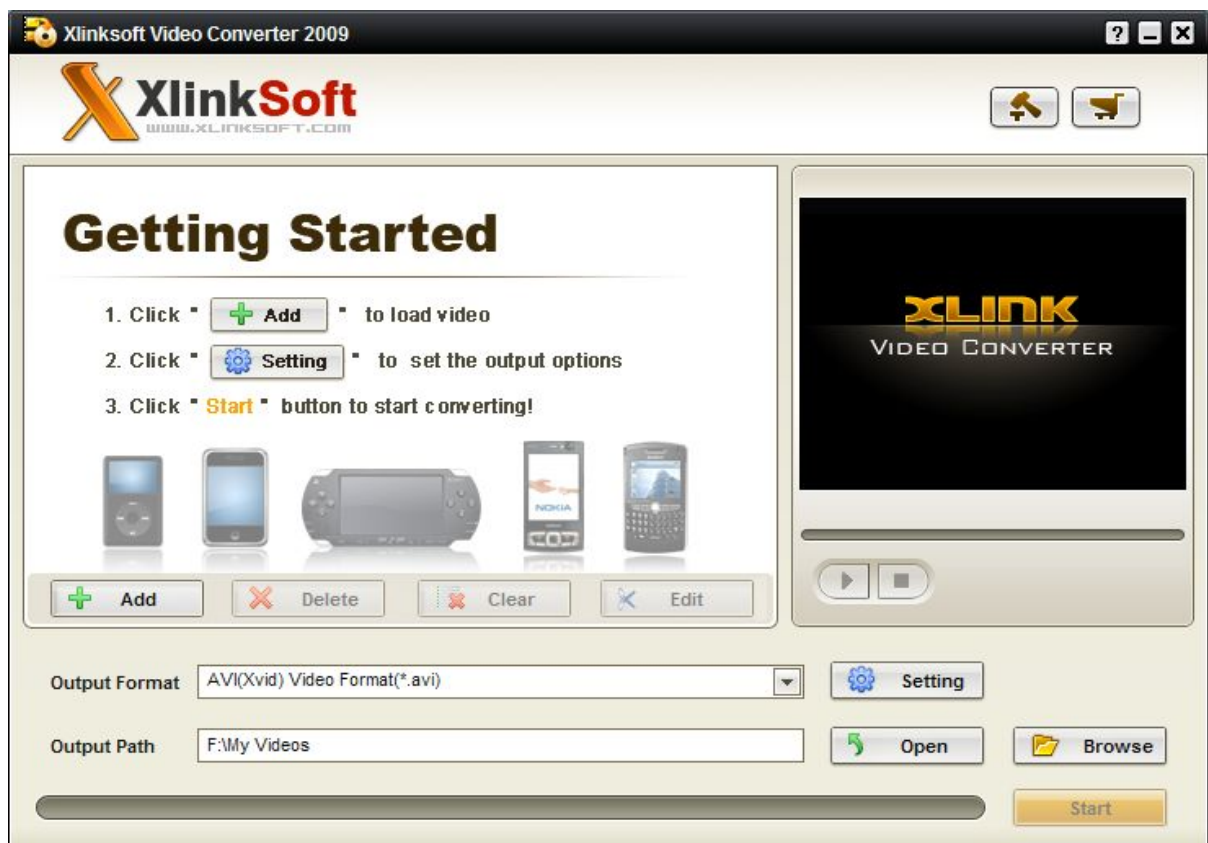 Xlinksoft Video Converter 2009
XlinkSoft
WWW.XLINKSOFT.COM
Getting Started
1. Click " Add " to load video
2. Click " Setting " to set the output options
3. Click " Start " button to start converting!
NOKIA
XLINK
VIDEO CONVERTER
Add Delete Clear Edit
Output Format AVI(Xvid) Video Format(*.avi) Setting
Output Path F:\My Videos Open Browse
Start